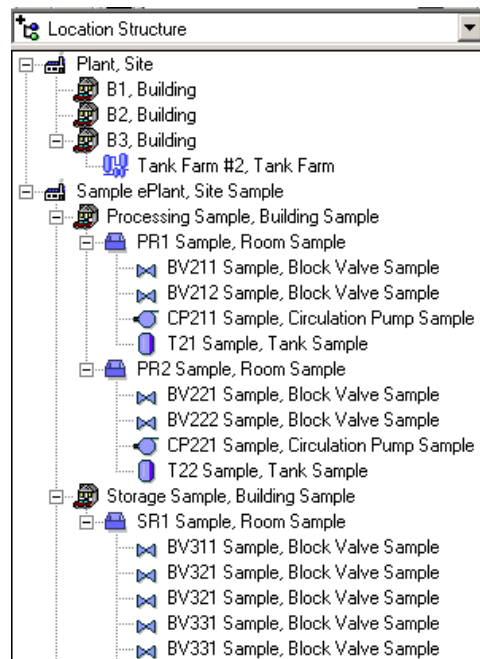 Location Structure
Plant, Site
B1, Building
B2, Building
B3, Building
Tank Farm #2, Tank Farm
Sample ePlant, Site Sample
Processing Sample, Building Sample
PR1 Sample, Room Sample
BV211 Sample, Block Valve Sample
BV212 Sample, Block Valve Sample
CP211 Sample, Circulation Pump Sample
T21 Sample, Tank Sample
PR2 Sample, Room Sample
BV221 Sample, Block Valve Sample
BV222 Sample, Block Valve Sample
CP221 Sample, Circulation Pump Sample
T22 Sample, Tank Sample
Storage Sample, Building Sample
SR1 Sample, Room Sample
BV311 Sample, Block Valve Sample
BV321 Sample, Block Valve Sample
BV321 Sample, Block Valve Sample
BV331 Sample, Block Valve Sample
BV331 Sample, Block Valve Sample